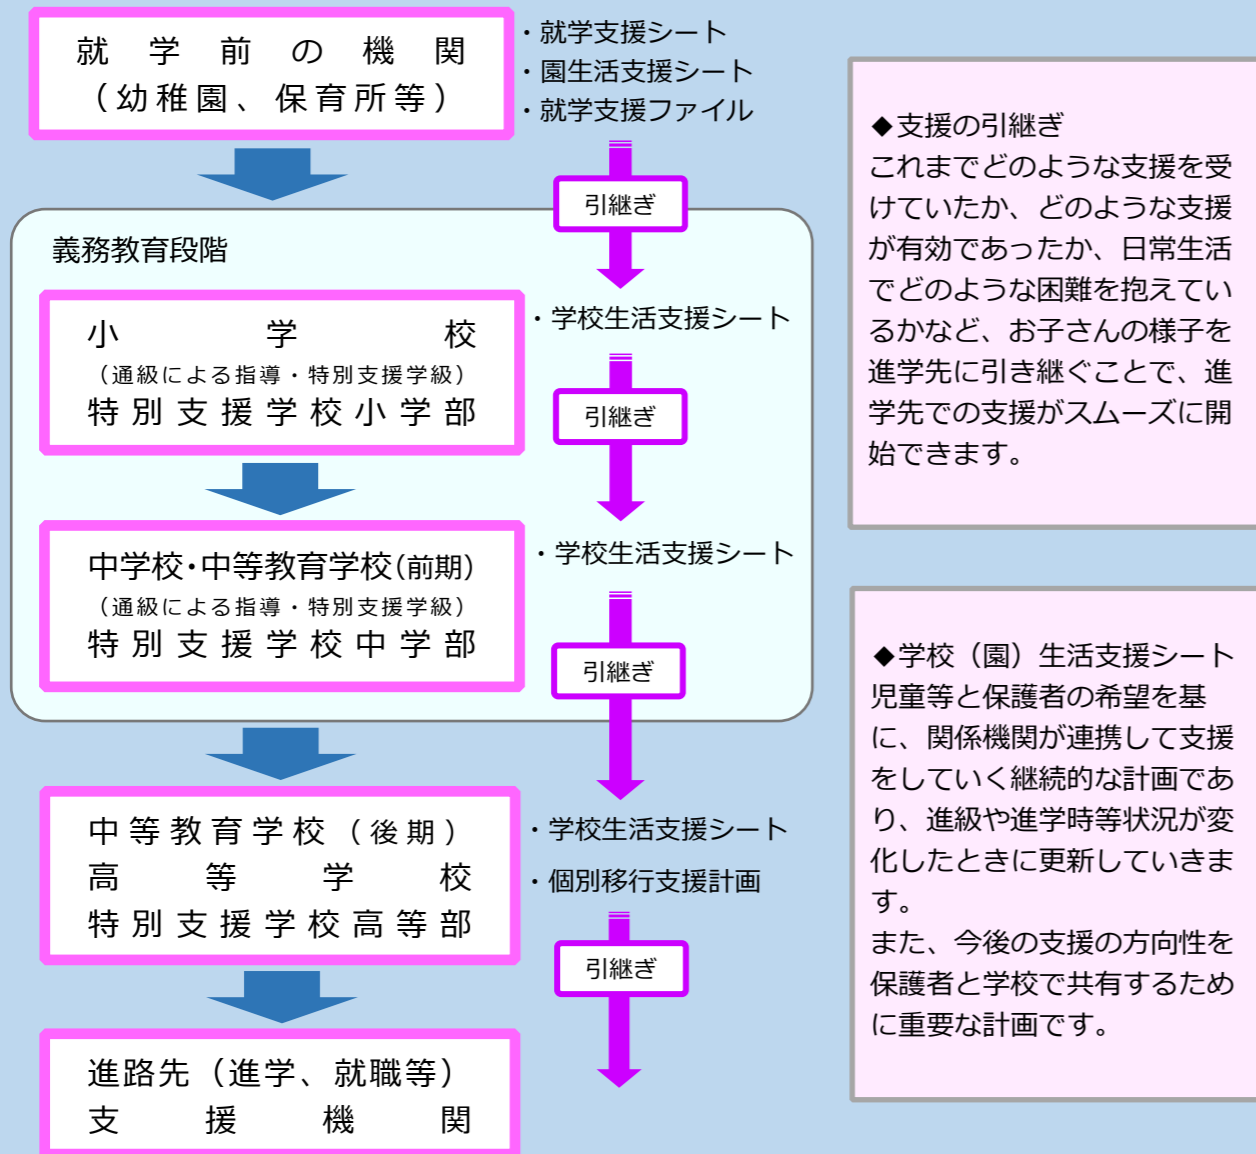 就学前の機関
（幼稚園、保育所等）
・就学支援シート
・園生活支援シート
・就学支援ファイル
引継ぎ
義務教育段階
小学校
（通級による指導・特別支援学級）
特別支援学校小学部
・学校生活支援シート
引継ぎ
中学校・中等教育学校(前期)
（通級による指導・特別支援学級）
特別支援学校中学部
・学校生活支援シート
引継ぎ
中等教育学校（後期）
高等学校
特別支援学校高等部
・学校生活支援シート
・個別移行支援計画
引継ぎ
進路先（進学、就職等）
支援機関
◆支援の引継ぎ
これまでどのような支援を受
けていたか、どのような支援
が有効であったか、日常生活
でどのような困難を抱えてい
るかなど、お子さんの様子を
進学先に引き継ぐことで、進
学先での支援がスムーズに開
始できます。
◆学校（園）生活支援シート
児童等と保護者の希望を基
に、関係機関が連携して支援
をしていく継続的な計画であ
り、進級や進学時等状況が変
化したときに更新していきま
す。
また、今後の支援の方向性を
保護者と学校で共有するため
に重要な計画です。